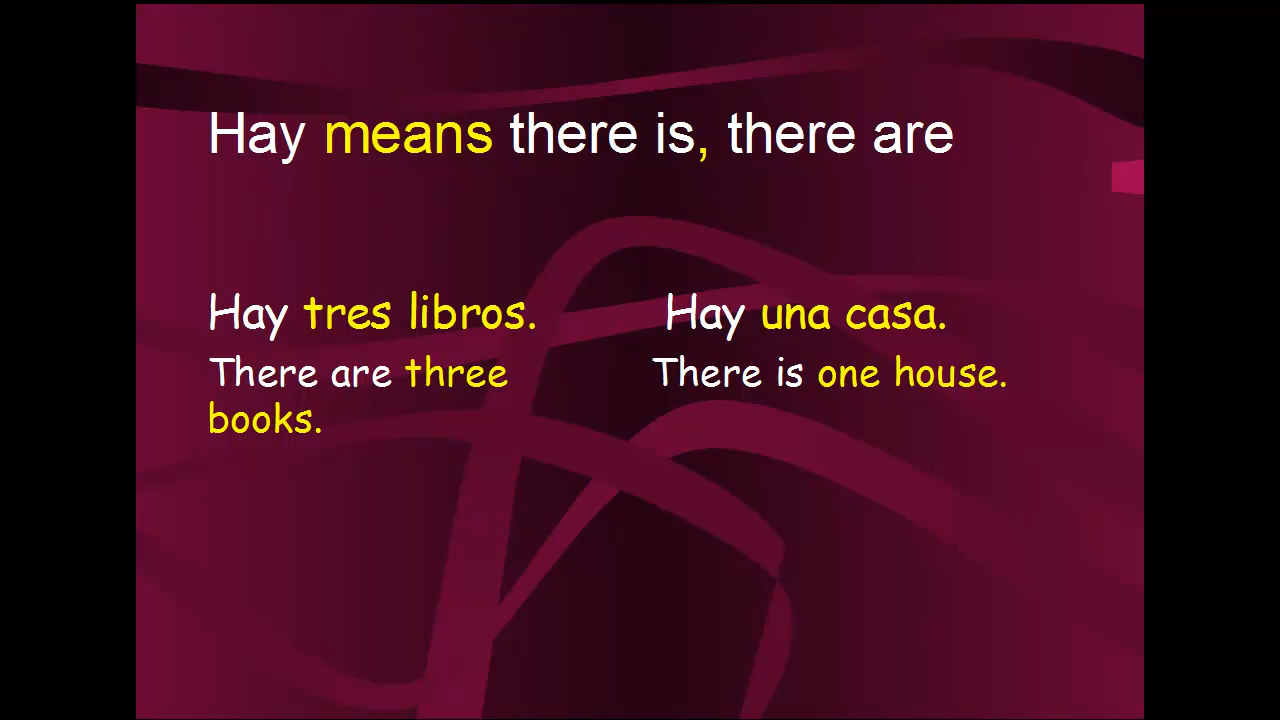 Hay means there is, there are
Hay tres libros.
There are three
books.
Hay una casa.
There is one house.